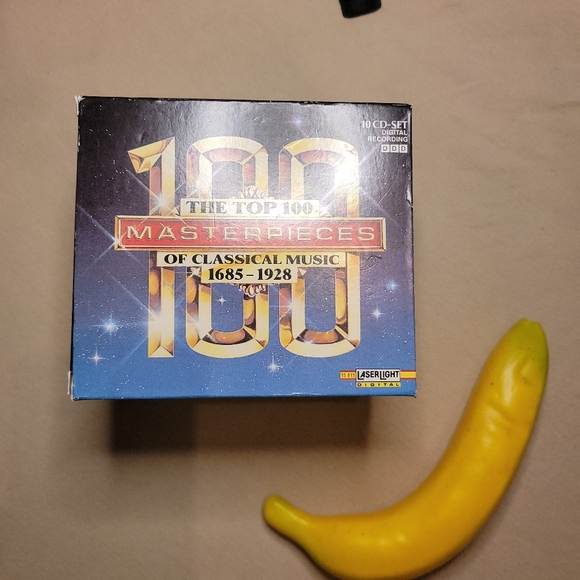 10 CD-SET
DIGITAL
RECORDING
DDD
100
THE TOP 100
MASTERPIECES
OF CLASSICAL MUSIC
1685-1928
LASERLIGHT
DIGITAL